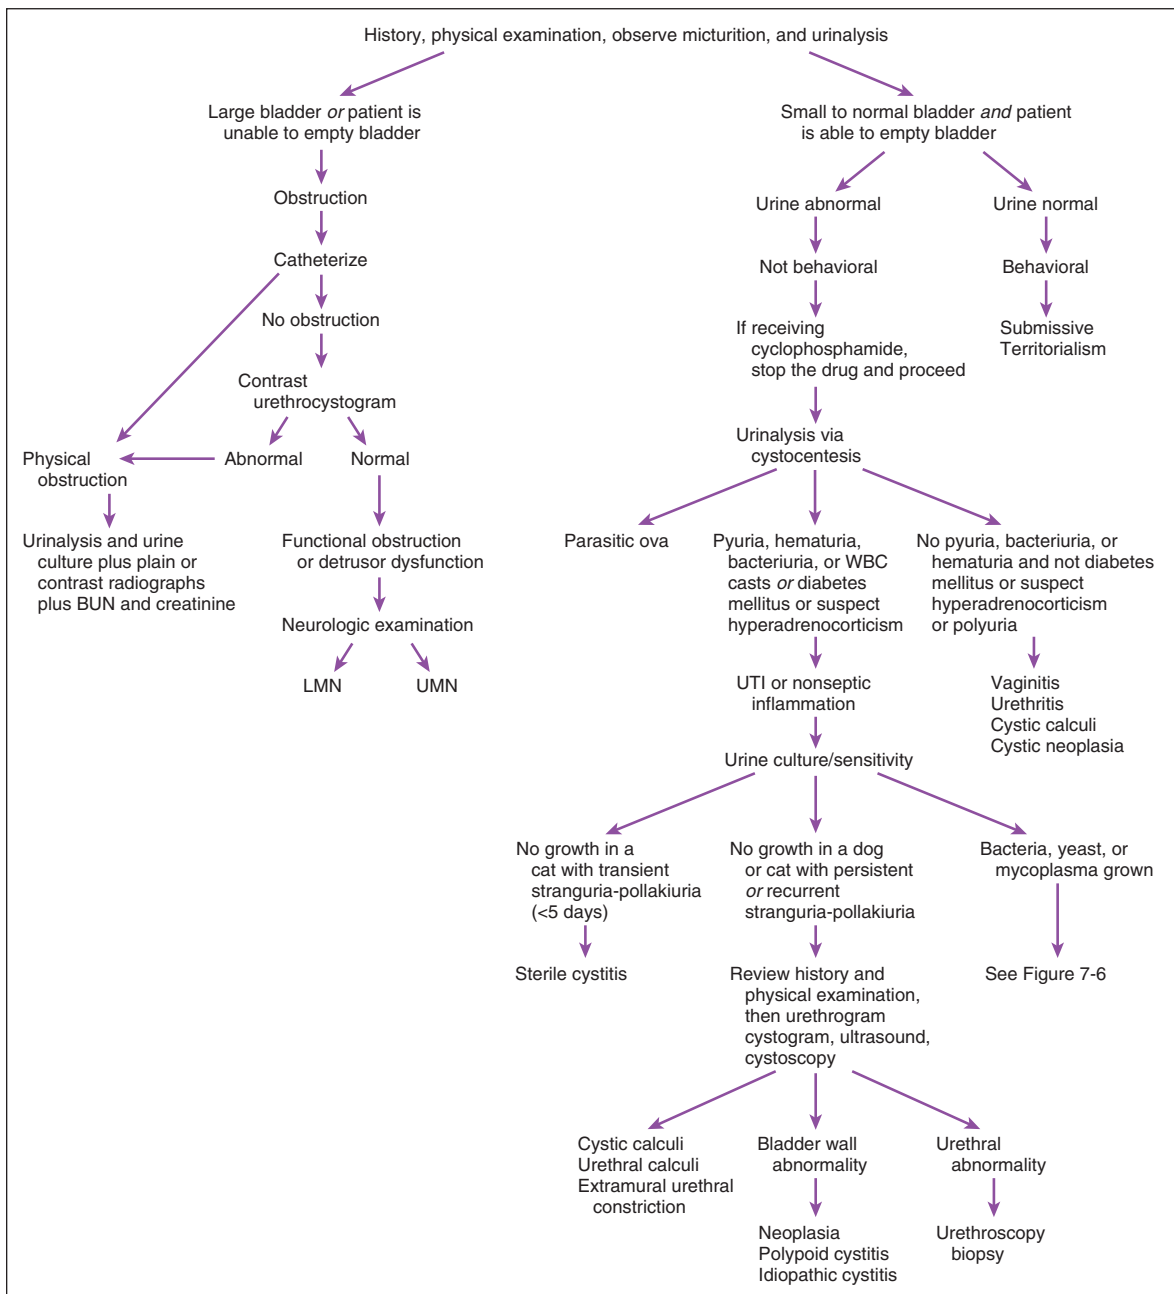 History, physical examination, observe micturition, and urinalysis
Large bladder or patient is
unable to empty bladder
Small to normal bladder and patient
is able to empty bladder
Obstruction
Urine abnormal
Urine normal
Catheterize
Not behavioral
Behavioral
No obstruction
If receiving
cyclophosphamide,
stop the drug and proceed
Submissive
Territorialism
Contrast
urethrocystogram
Urinalysis via
cystocentesis
Physical
obstruction
Abnormal
Normal
Urinalysis and urine
culture plus plain or
contrast radiographs
plus BUN and creatinine
Functional obstruction
or detrusor dysfunction
Parasitic ova
Pyuria, hematuria,
bacteriuria, or WBC
casts or diabetes
mellitus or suspect
hyperadrenocorticism
No pyuria, bacteriuria, or
hematuria and not diabetes
mellitus or suspect
hyperadrenocorticism
or polyuria
Neurologic examination
LMN
UMN
UTI or nonseptic
inflammation
Vaginitis
Urethritis
Cystic calculi
Cystic neoplasia
Urine culture/sensitivity
No growth in a
cat with transient
stranguria-pollakiuria
(<5 days)
No growth in a dog
or cat with persistent
or recurrent
stranguria-pollakiuria
Bacteria, yeast, or
mycoplasma grown
Sterile cystitis
Review history and
physical examination,
then urethrogram
cystogram, ultrasound,
cystoscopy
See Figure 7-6
Cystic calculi
Urethral calculi
Extramural urethral
constriction
Bladder wall
abnormality
Urethral
abnormality
Neoplasia
Polypoid cystitis
Idiopathic cystitis
Urethroscopy
biopsy